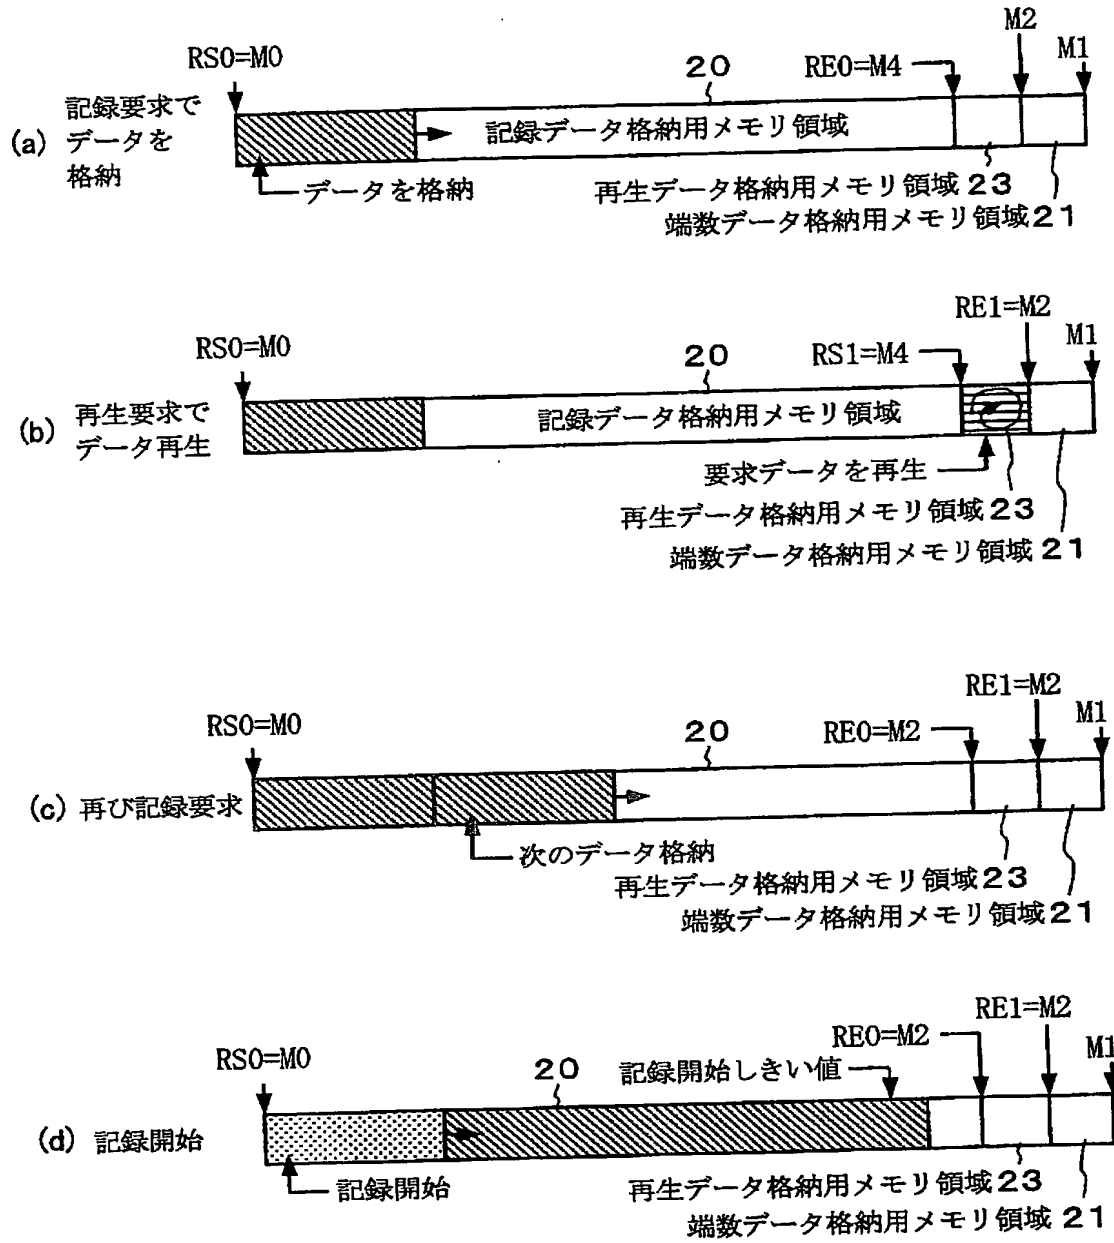 M2
RS0=M0
20
RE0=M4
M1
(a) 記録要求で
データを
格納
記録データ格納用メモリ領域
データを格納
再生データ格納用メモリ領域23
端数データ格納用メモリ領域21
RE1=M2
RS0=M0
20
RS1=M4
M1
(b) 再生要求で
データ再生
記録データ格納用メモリ領域
要求データを再生
再生データ格納用メモリ領域23
端数データ格納用メモリ領域21
RE1=M2
RS0=M0
20
RE0=M2
M1
(c) 再び記録要求
次のデータ格納
再生データ格納用メモリ領域23
端数データ格納用メモリ領域21
RE1=M2
RS0=M0
20
記録開始しきい値
RE0=M2
M1
(d) 記録開始
記録開始
再生データ格納用メモリ領域23
端数データ格納用メモリ領域21